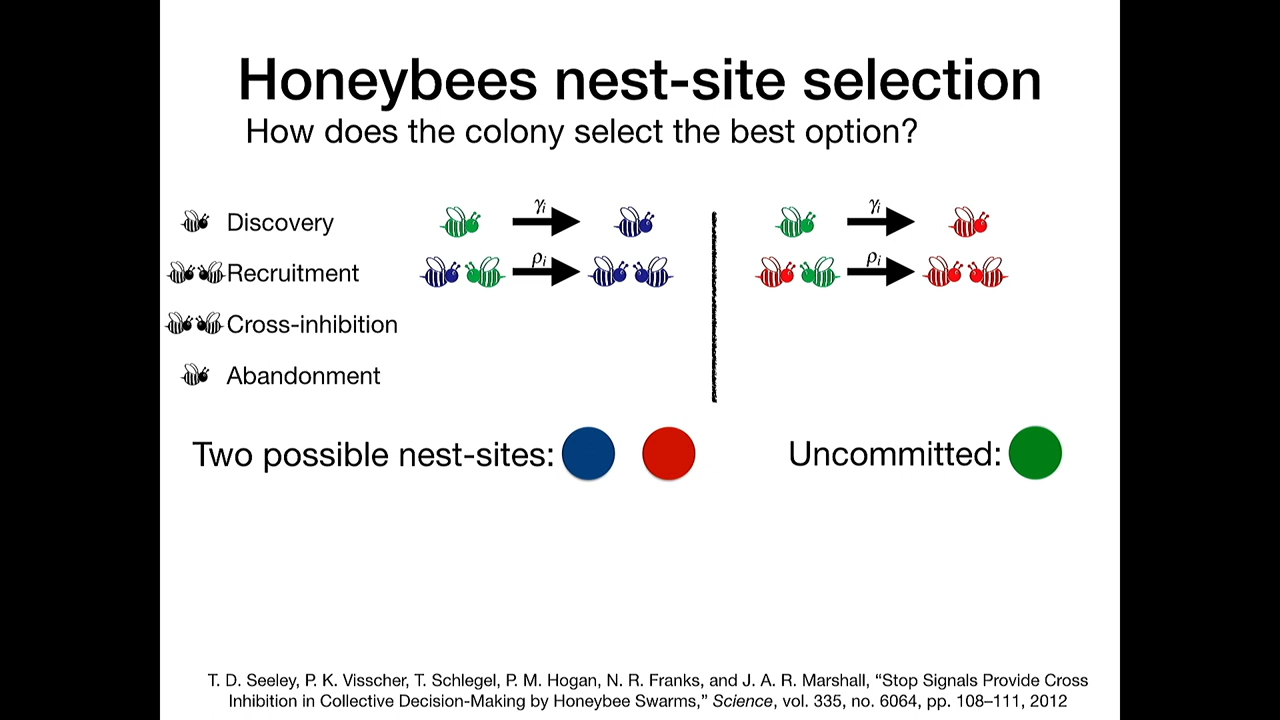 Honeybees nest-site selection
How does the colony select the best option?
Discovery γi γi
Recruitment ρi ρi
Cross-inhibition
Abandonment
Two possible nest-sites: Uncommitted:
T. D. Seeley, P. K. Visscher, T. Schlegel, P. M. Hogan, N. R. Franks, and J. A. R. Marshall, “Stop Signals Provide Cross
Inhibition in Collective Decision-Making by Honeybee Swarms,” Science, vol. 335, no. 6064, pp. 108–111, 2012